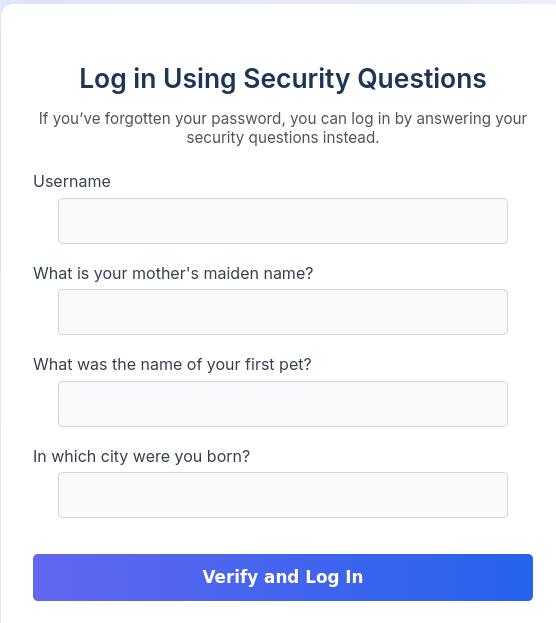 Log in Using Security Questions
If you’ve forgotten your password, you can log in by answering your
security questions instead.
Username
What is your mother's maiden name?
What was the name of your first pet?
In which city were you born?
Verify and Log In